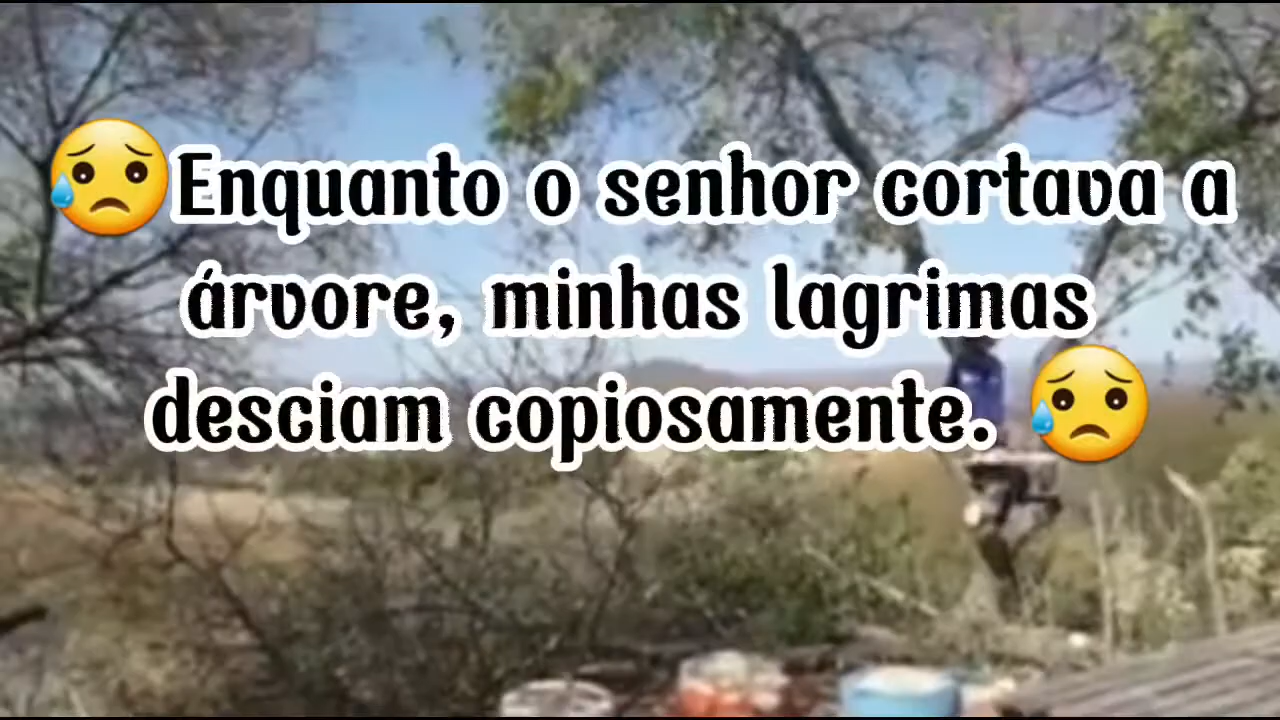 😥Enquanto o senhor cortava a
árvore, minhas lagrimas
desciam copiosamente. 😥